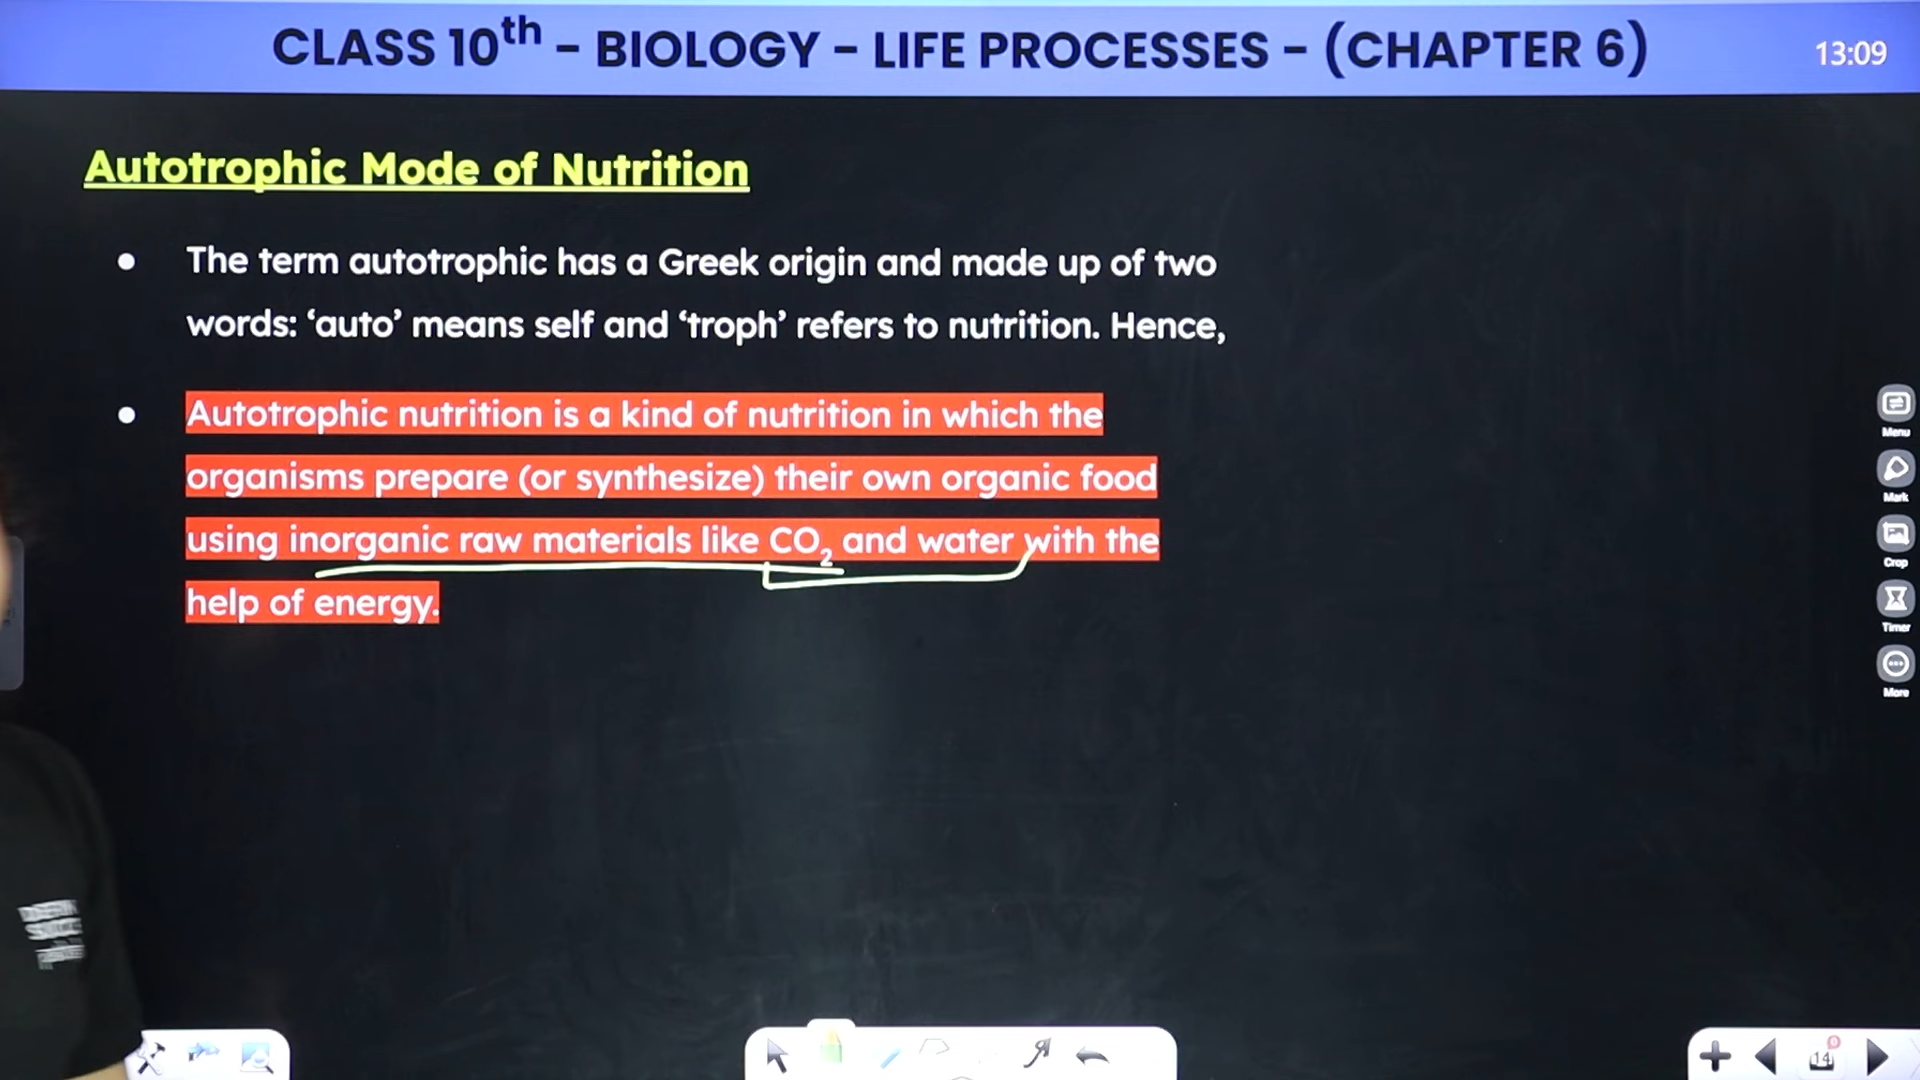 CLASS 10th - BIOLOGY - LIFE PROCESSES - (CHAPTER 6)
13:09
Autotrophic Mode of Nutrition
• The term autotrophic has a Greek origin and made up of two
words: ‘auto’ means self and ‘troph’ refers to nutrition. Hence,
• Autotrophic nutrition is a kind of nutrition in which the
organisms prepare (or synthesize) their own organic food
using inorganic raw materials like CO₂ and water with the
help of energy.
Menu
Mark
Crop
Timer
More
14